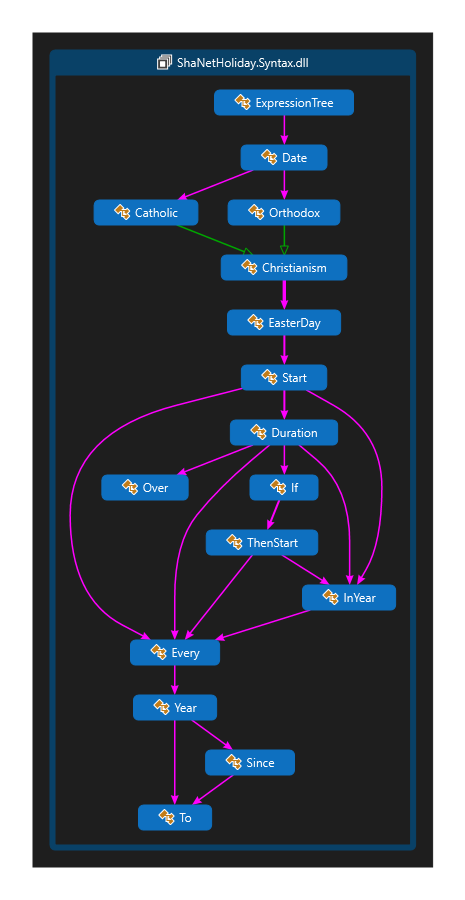 ShaNetHoliday.Syntax.dll
ExpressionTree
Date
Catholic
Orthodox
Christianism
EasterDay
Start
Duration
Over
If
ThenStart
InYear
Every
Year
Since
To